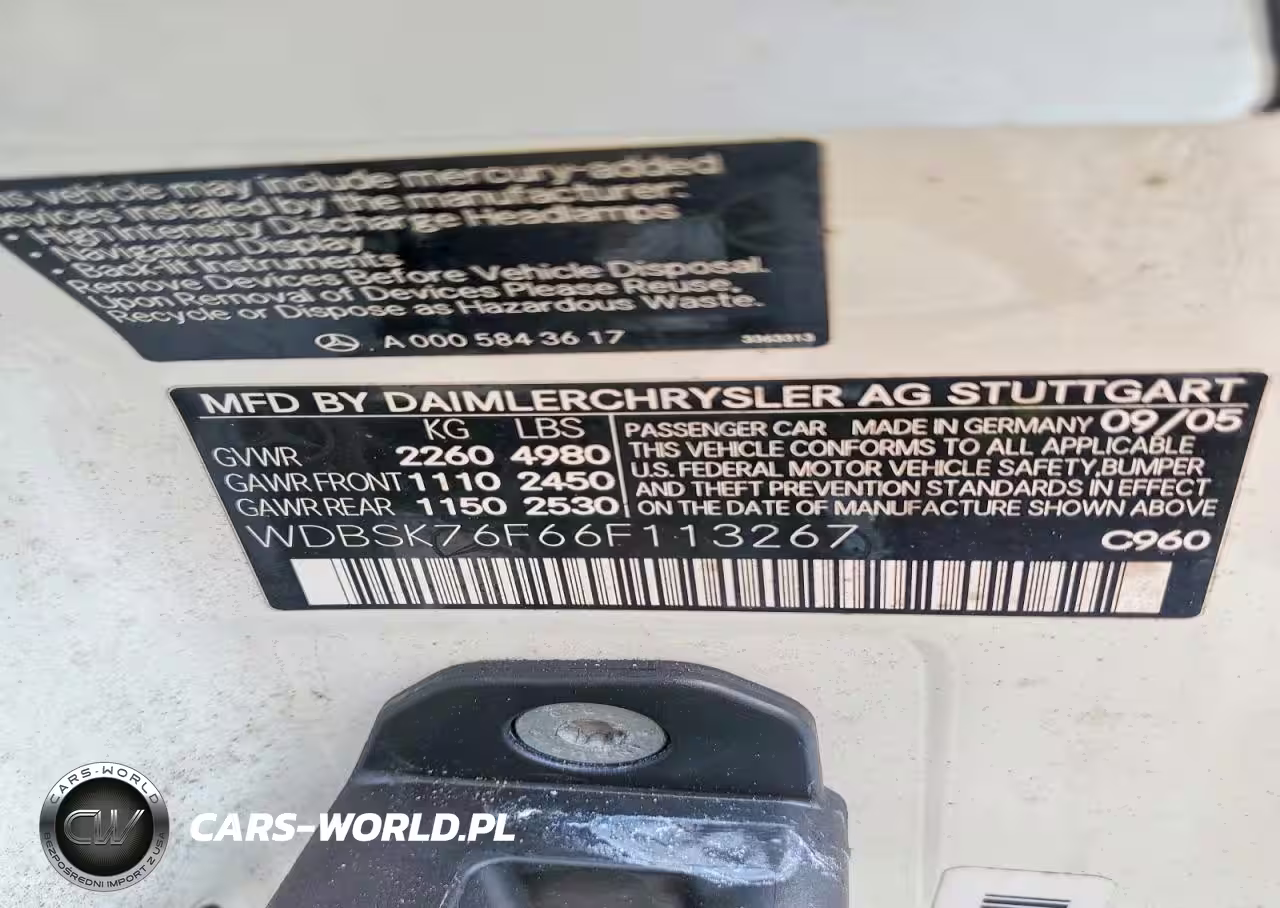 vehicle may include mercury-added
devices installed by the manufacturer:
• High Intensity Discharge Headlamps
• Navigation Display
• Back-lit Instruments
Remove Devices Before Vehicle Disposal.
Upon Removal of Devices Please Reuse,
Recycle or Dispose as Hazardous Waste.
A 000 584 36 17
3363313
MFD BY DAIMLERCHRYSLER AG STUTTGART
KG LBS
GVWR 2260 4980
GAWR FRONT 1110 2450
GAWR REAR 1150 2530
PASSENGER CAR MADE IN GERMANY 09/05
THIS VEHICLE CONFORMS TO ALL APPLICABLE
U.S. FEDERAL MOTOR VEHICLE SAFETY, BUMPER
AND THEFT PREVENTION STANDARDS IN EFFECT
ON THE DATE OF MANUFACTURE SHOWN ABOVE
WDBSK76F66F113267
C960
CARS-WORLD
CW
BEZPOŚREDNI IMPORT Z USA
CARS-WORLD.PL